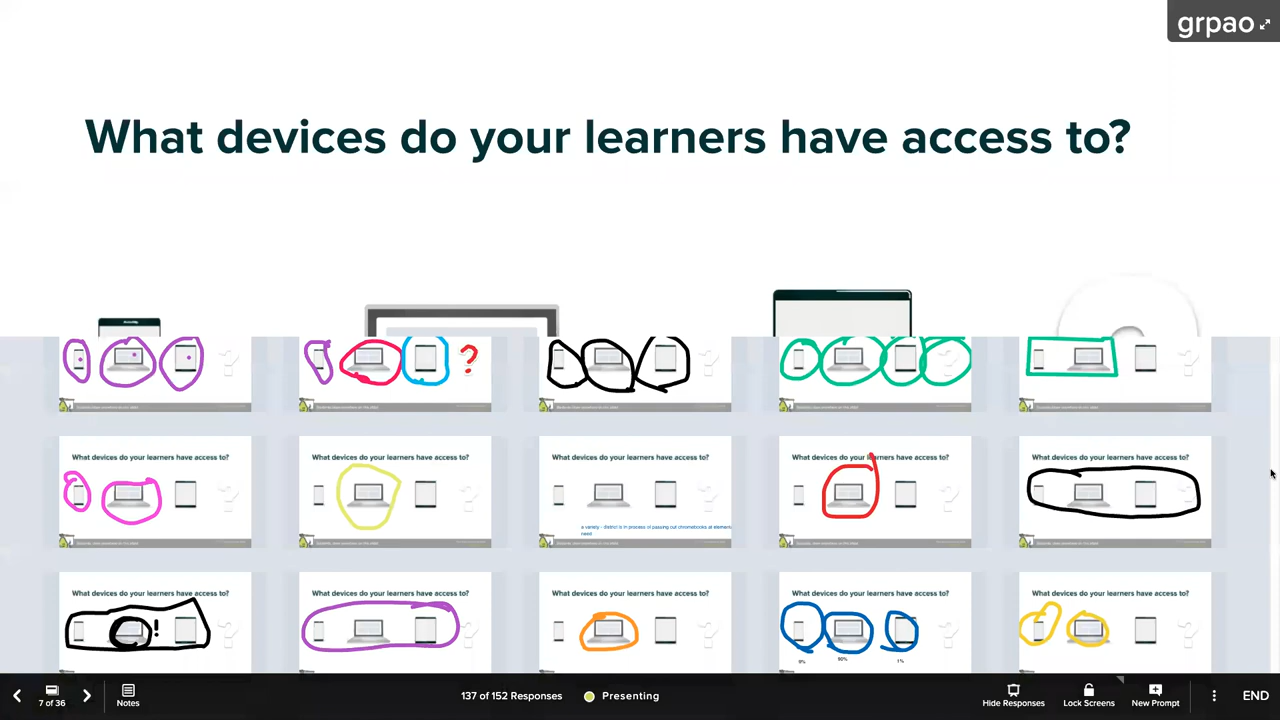 grpao
What devices do your learners have access to?
What devices do your learners have access to?
What devices do your learners have access to?
What devices do your learners have access to?
What devices do your learners have access to?
What devices do your learners have access to?
a variety - district is in process of passing out chromebooks at
need
What devices do your learners have access to?
!
What devices do your learners have access to?
What devices do your learners have access to?
What devices do your learners have access to?
90%
1%
What devices do your learners have access to?
7 of 36
Notes
137 of 152 Responses
Presenting
Hide Responses
Lock Screens
New Prompt
END